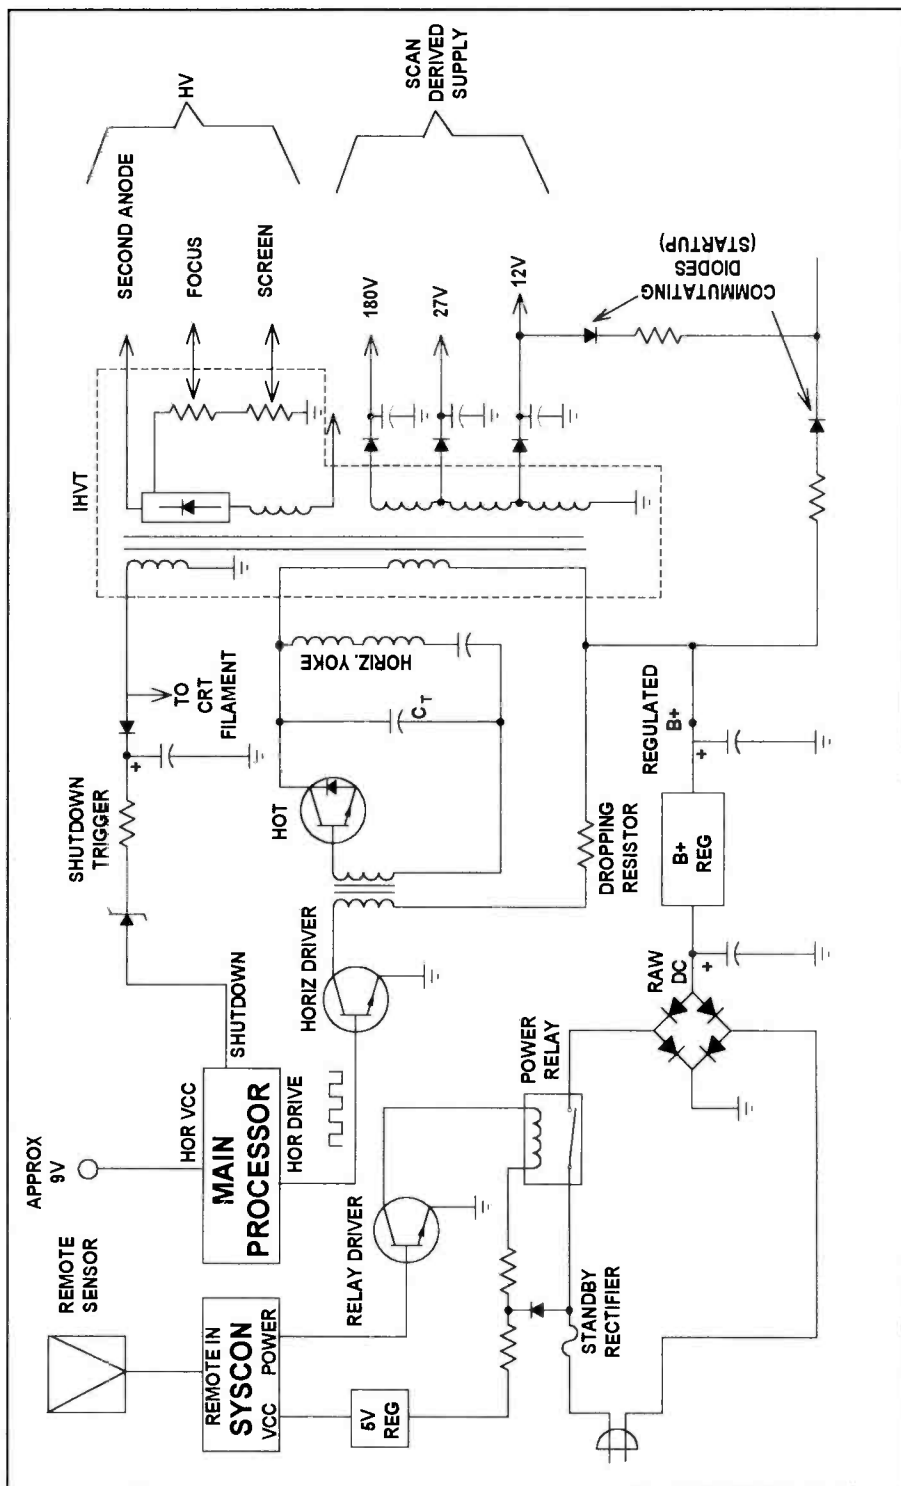 REMOTE
SENSOR
REMOTE IN
SYSCON
VCC
POWER
5V
REG
APPROX
9V
HOR VCC
MAIN
PROCESSOR
HOR DRIVE
SHUTDOWN
SHUTDOWN
TRIGGER
+
TO
CRT
FILAMENT
RELAY DRIVER
HORIZ DRIVER
HOT
CT
HORIZ. YOKE
IHVT
SECOND ANODE
FOCUS
SCREEN
HV
180V
27V
12V
SCAN
DERIVED
SUPPLY
COMMUTATING
DIODES
(STARTUP)
STANDBY
RECTIFIER
POWER
RELAY
RAW
DC
+
B+
REG
DROPPING
RESISTOR
REGULATED
B+
+